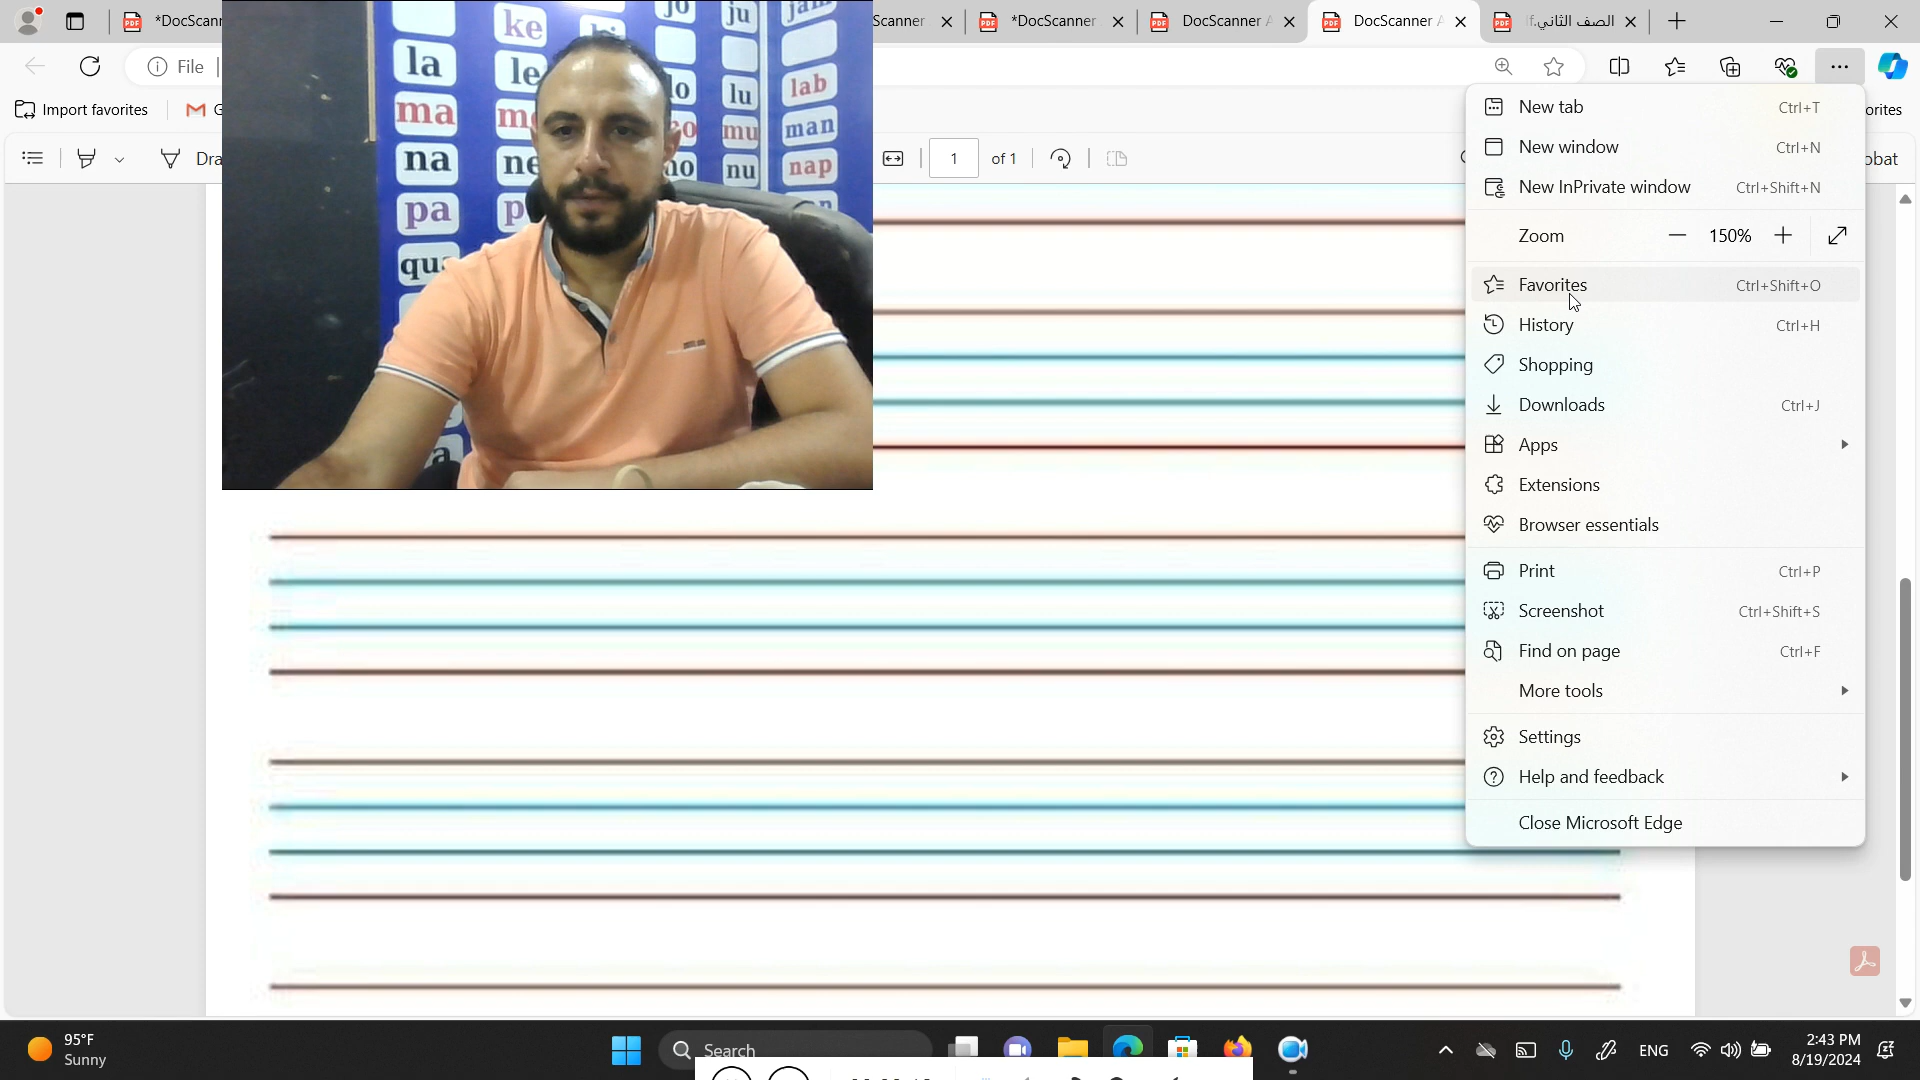 *DocScann
Scanner
*DocScanner
DocScanner
DocScanner
الصف الثاني.
File
Import favorites
orites
Dra
1 of 1
obat
ke
jo
ju
jam
la
le
lo
lu
lab
ma
mu
man
na
ne
no
nu
nap
pa
New tab Ctrl+T
New window Ctrl+N
New InPrivate window Ctrl+Shift+N
Zoom 150%
Favorites Ctrl+Shift+O
History Ctrl+H
Shopping
Downloads Ctrl+J
Apps
Extensions
Browser essentials
Print Ctrl+P
Screenshot Ctrl+Shift+S
Find on page Ctrl+F
More tools
Settings
Help and feedback
Close Microsoft Edge
95°F
Sunny
Search
ENG
2:43 PM
8/19/2024